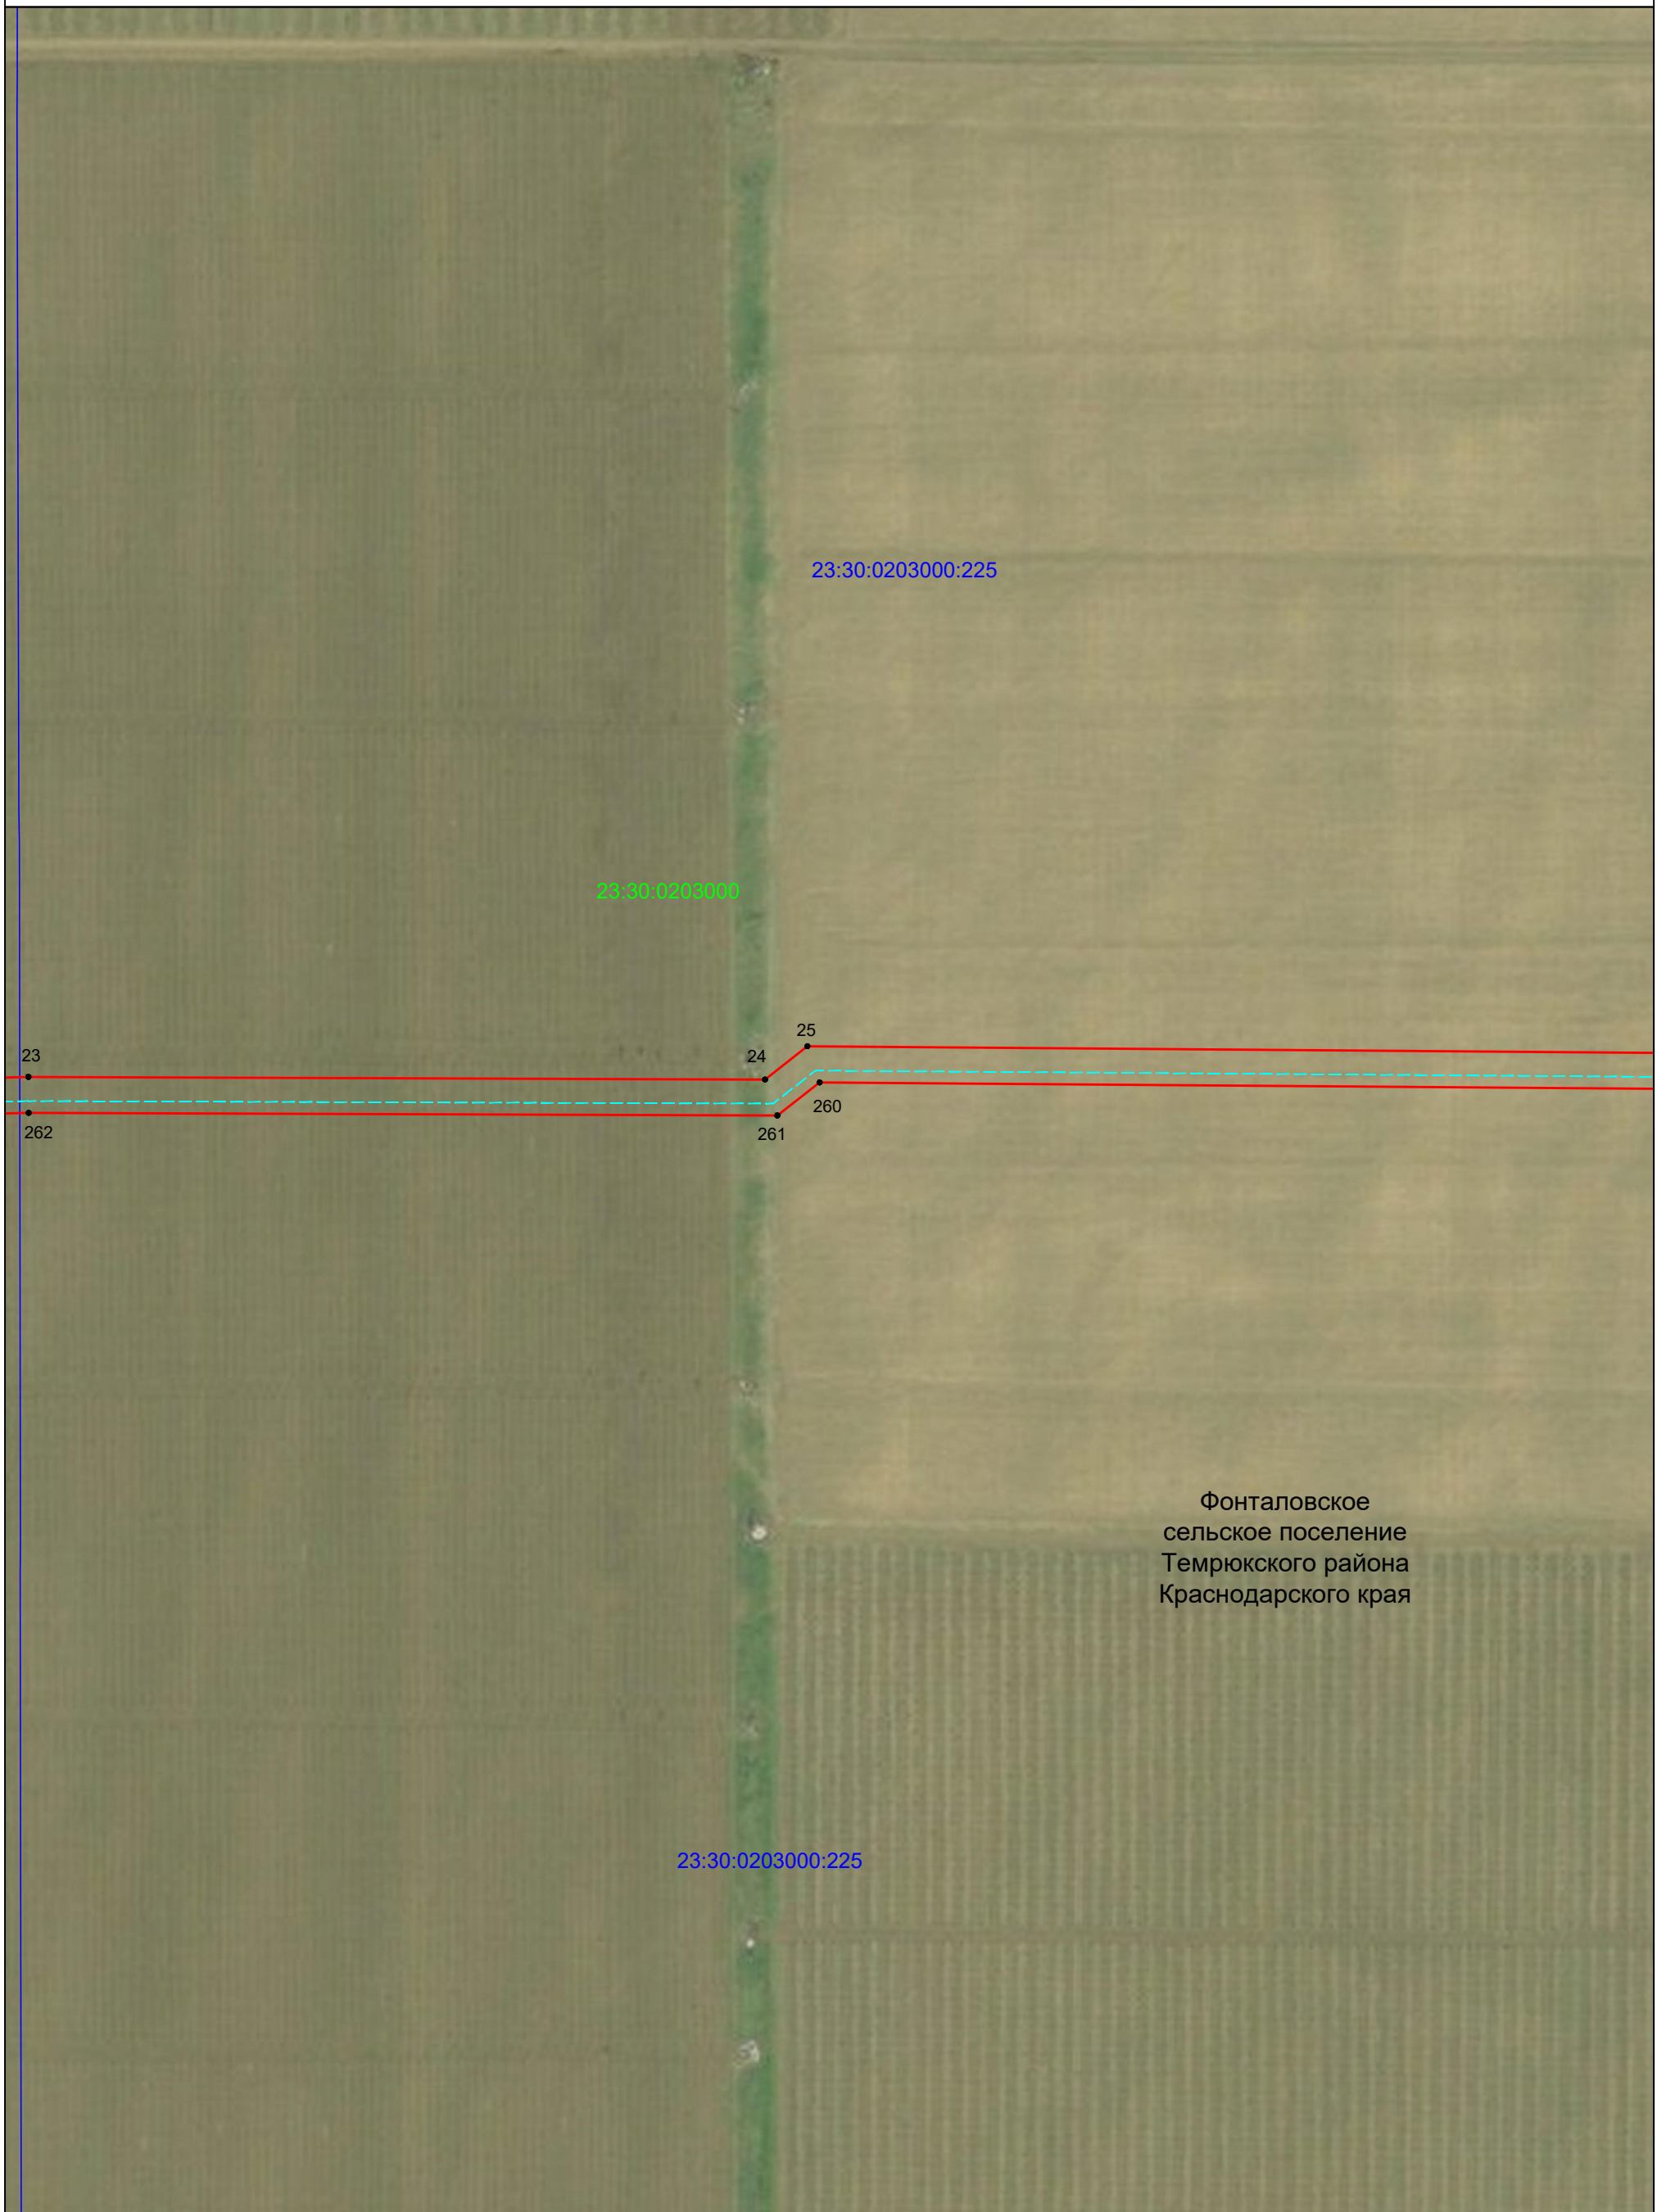 23:30:0203000:225
23:30:0203000
25
24
23
260
261
262
Фонталовское
сельское поселение
Темрюкского района
Краснодарского края
23:30:0203000:225